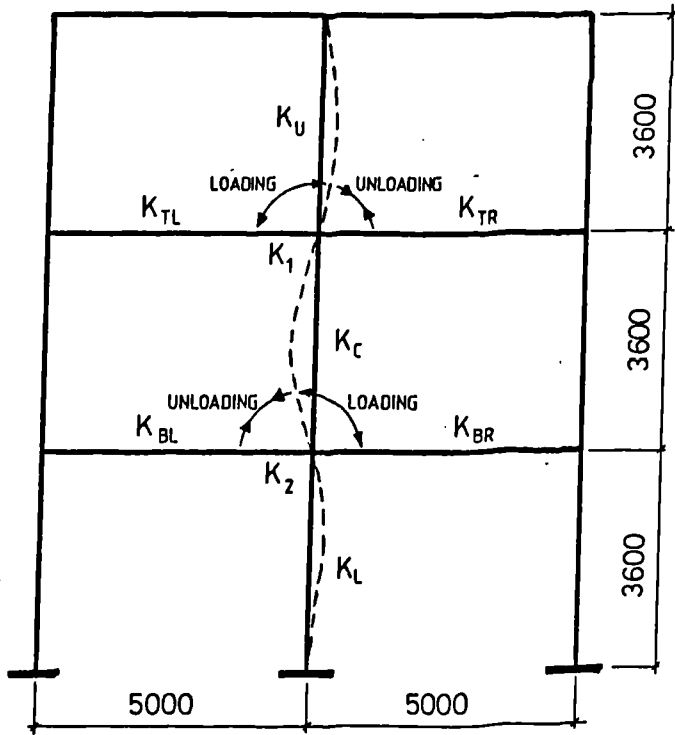 K_U
3600
LOADING UNLOADING
K_TL K_TR
K_1
K_C
3600
UNLOADING LOADING
K_BL K_BR
K_2
K_L
3600
5000 5000